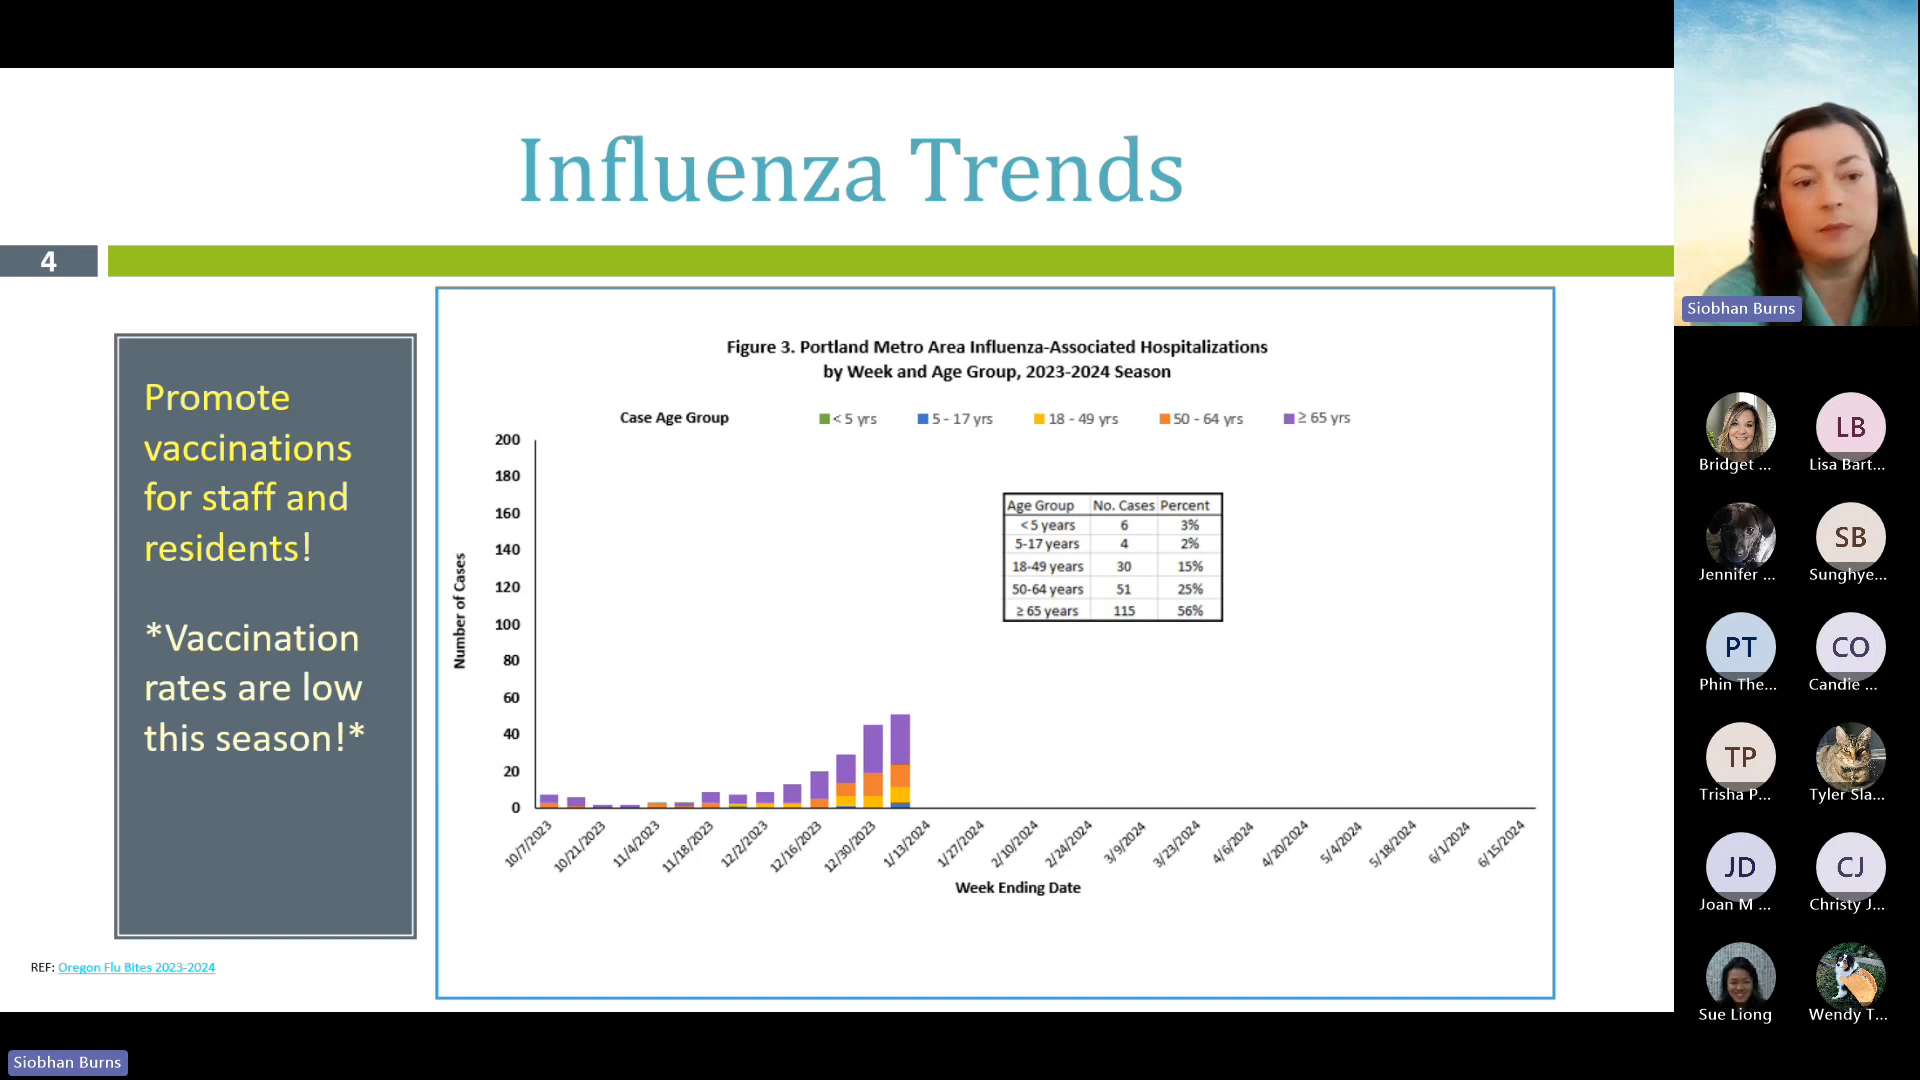 Influenza Trends
4
Promote
vaccinations
for staff and
residents!
*Vaccination
rates are low
this season!*
REF: Oregon Flu Bites 2023-2024
Figure 3. Portland Metro Area Influenza-Associated Hospitalizations
by Week and Age Group, 2023-2024 Season
Case Age Group < 5 yrs 5 - 17 yrs 18 - 49 yrs 50 - 64 yrs ≥ 65 yrs
200
180
160
140
120
100
80
60
40
20
0
Number of Cases
Age Group No. Cases Percent
< 5 years 6 3%
5-17 years 4 2%
18-49 years 30 15%
50-64 years 51 25%
≥ 65 years 115 56%
10/7/2023 10/21/2023 11/4/2023 11/18/2023 12/2/2023 12/16/2023 12/30/2023 1/13/2024 1/27/2024 2/10/2024 2/24/2024 3/9/2024 3/23/2024 4/6/2024 4/20/2024 5/4/2024 5/18/2024 6/1/2024 6/15/2024
Week Ending Date
Siobhan Burns
Bridget ...
LB
Lisa Bart...
Jennifer ...
SB
Sunghye...
PT
Phin The...
CO
Candie ...
TP
Trisha P...
Tyler Sla...
JD
Joan M ...
CJ
Christy J...
Sue Liong
Wendy T...
Siobhan Burns